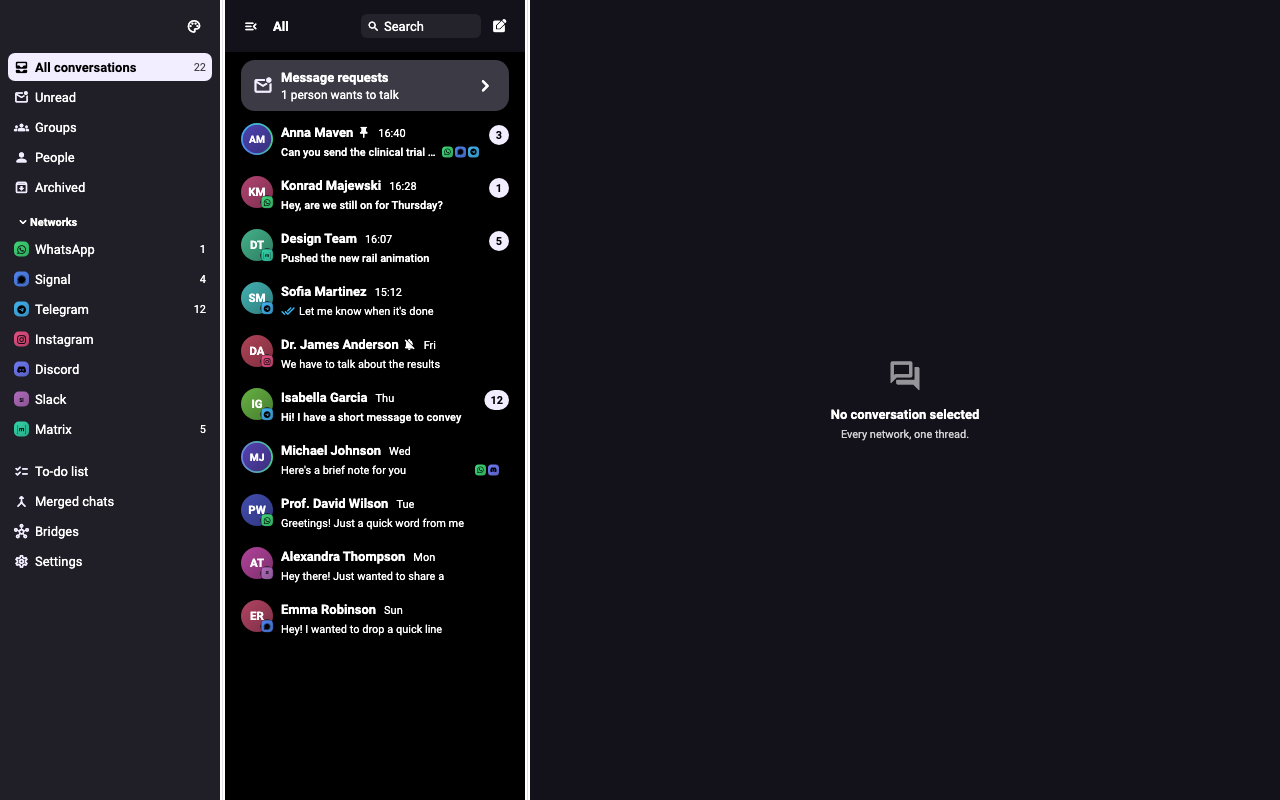 All conversations 22
Unread
Groups
People
Archived
Networks
WhatsApp 1
Signal 4
Telegram 12
Instagram
Discord
Slack
Matrix 5
To-do list
Merged chats
Bridges
Settings
All Search
Message requests
1 person wants to talk
AM Anna Maven 16:40 3
Can you send the clinical trial …
KM Konrad Majewski 16:28 1
Hey, are we still on for Thursday?
DT Design Team 16:07 5
Pushed the new rail animation
SM Sofia Martinez 15:12
Let me know when it's done
DA Dr. James Anderson Fri
We have to talk about the results
IG Isabella Garcia Thu 12
Hi! I have a short message to convey
MJ Michael Johnson Wed
Here's a brief note for you
PW Prof. David Wilson Tue
Greetings! Just a quick word from me
AT Alexandra Thompson Mon
Hey there! Just wanted to share a
ER Emma Robinson Sun
Hey! I wanted to drop a quick line
No conversation selected
Every network, one thread.